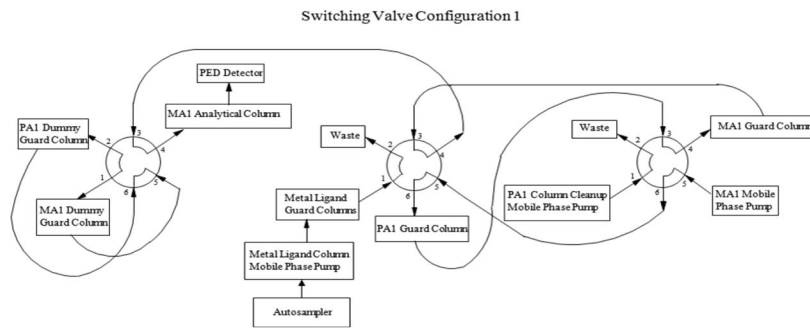 Switching Valve Configuration 1
PED Detector
MA1 Analytical Column
PA1 Dummy
Guard Column
MA1 Dummy
Guard Column
1
2
3
4
5
6
Waste
Metal Ligand
Guard Columns
PA1 Guard Column
Metal Ligand Column
Mobile Phase Pump
Autosampler
1
2
3
4
5
6
Waste
MA1 Guard Column
PA1 Column Cleanup
Mobile Phase Pump
MA1 Mobile
Phase Pump
1
2
3
4
5
6